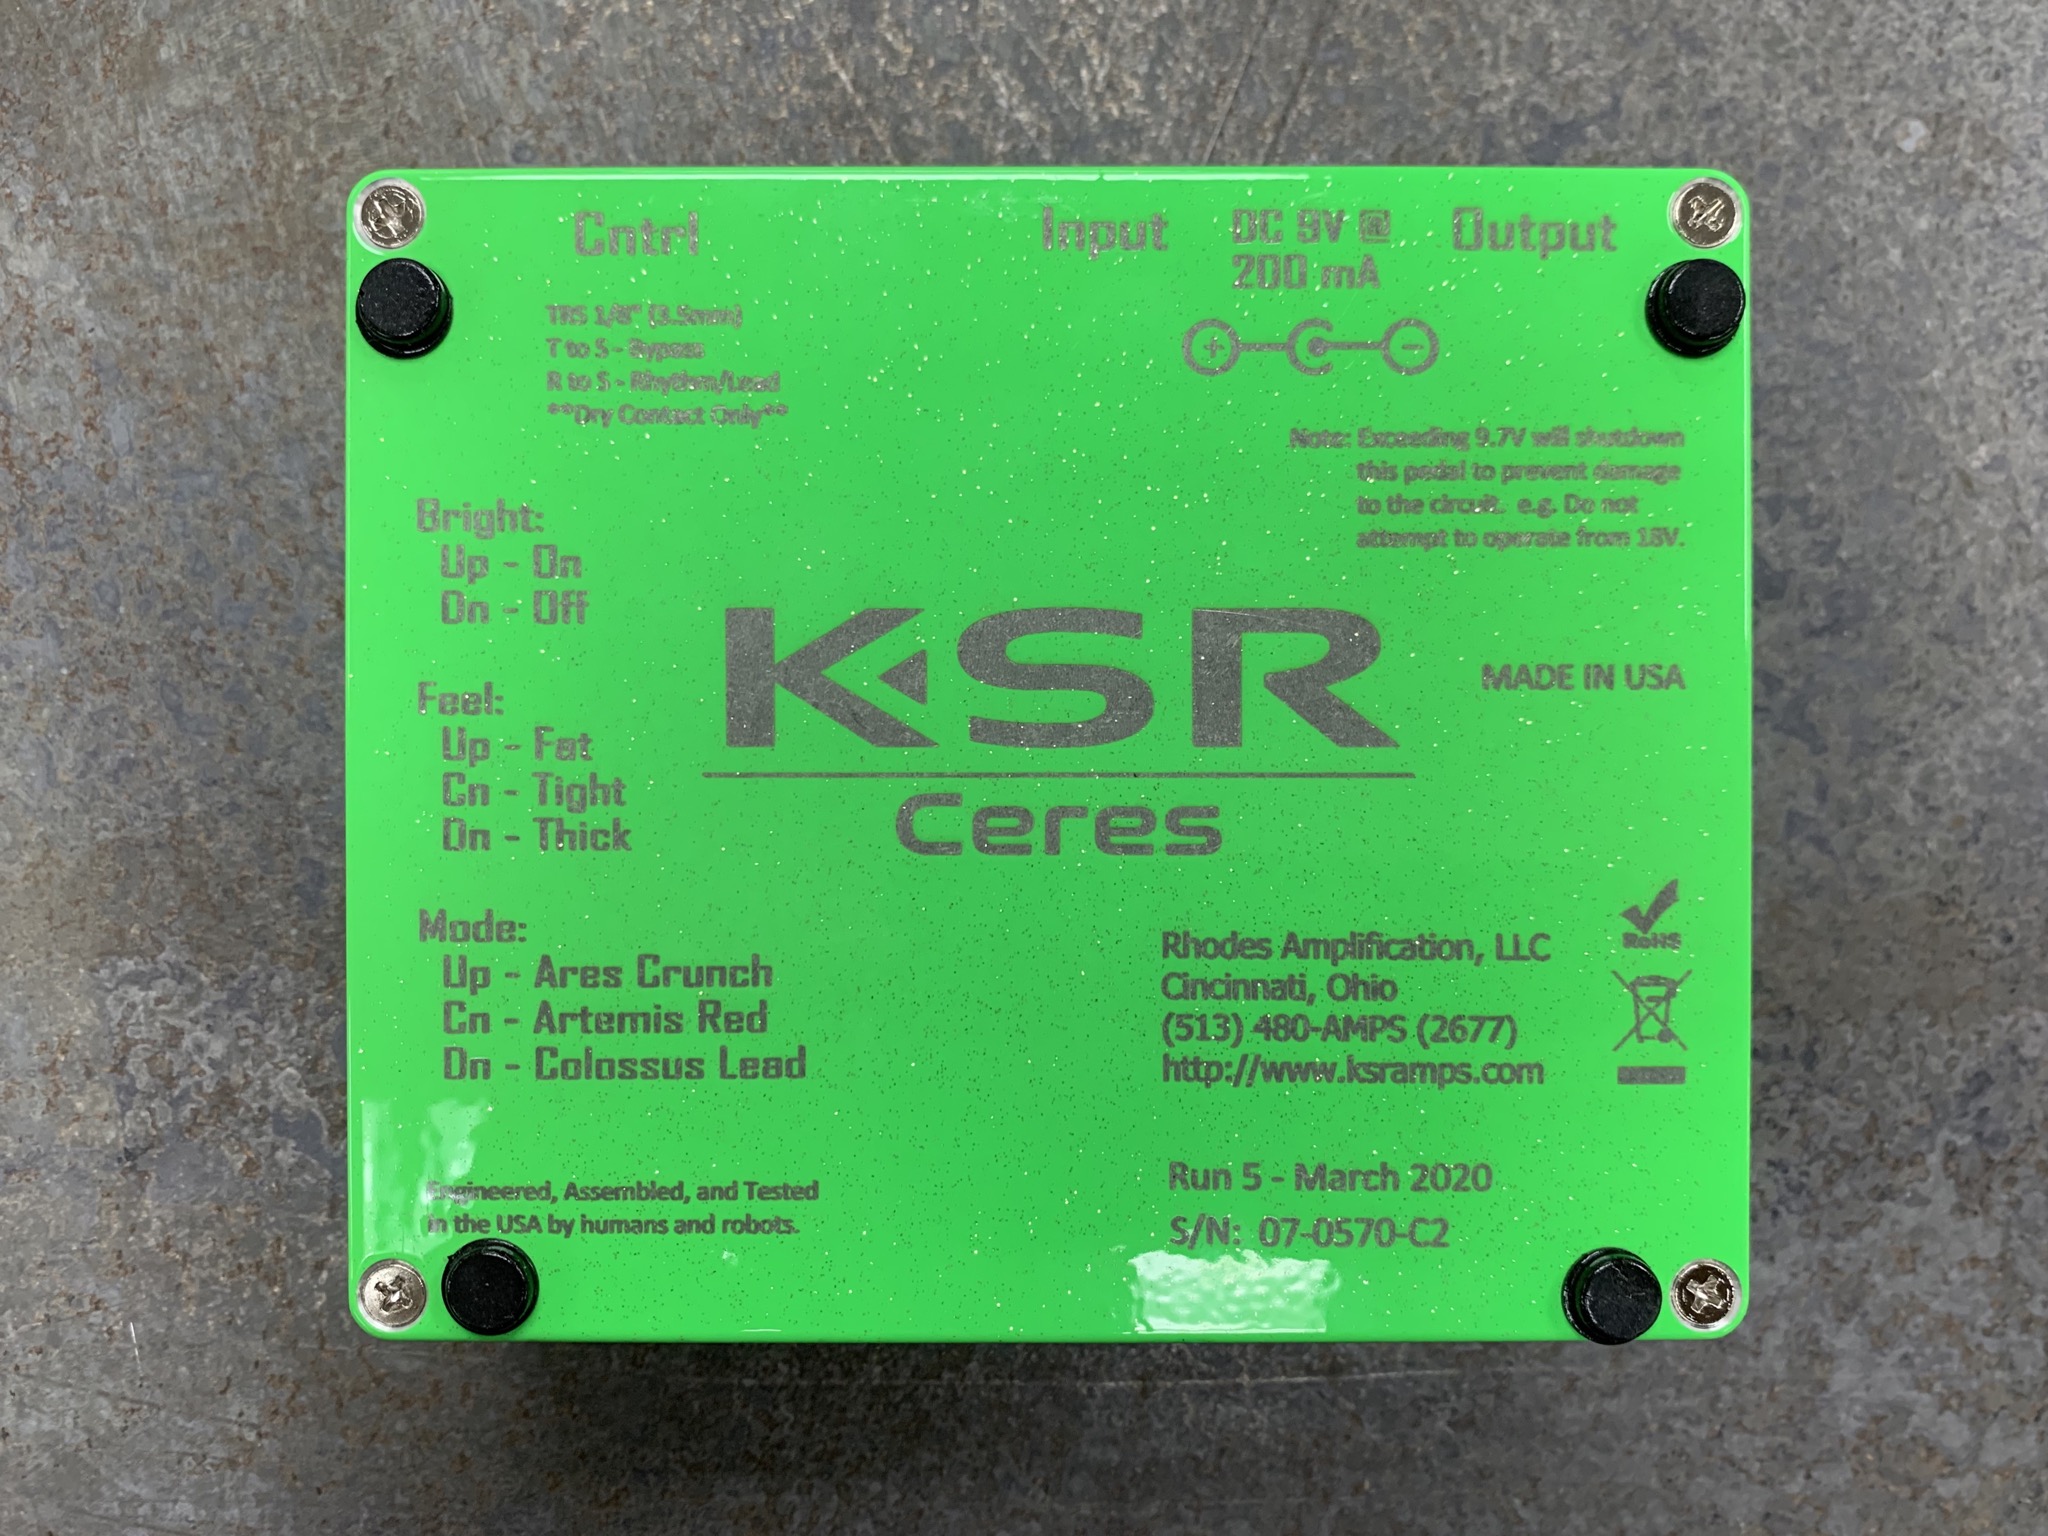 Cntrl
TRS 1/8" (3.5mm)
T to S - Bypass
R to S - Rhythm/Lead
**Dry Contact Only**
Input
DC 9V @
200 mA
Output
+ -
Note: Exceeding 9.7V will shutdown
this pedal to prevent damage
to the circuit. e.g. Do not
attempt to operate from 18V.
Bright:
Up - On
Dn - Off
Feel:
Up - Fat
Cn - Tight
Dn - Thick
Mode:
Up - Ares Crunch
Cn - Artemis Red
Dn - Colossus Lead
KSR
Ceres
MADE IN USA
RoHS
Rhodes Amplification, LLC
Cincinnati, Ohio
(513) 480-AMPS (2677)
http://www.ksramps.com
Engineered, Assembled, and Tested
in the USA by humans and robots.
Run 5 - March 2020
S/N: 07-0570-C2